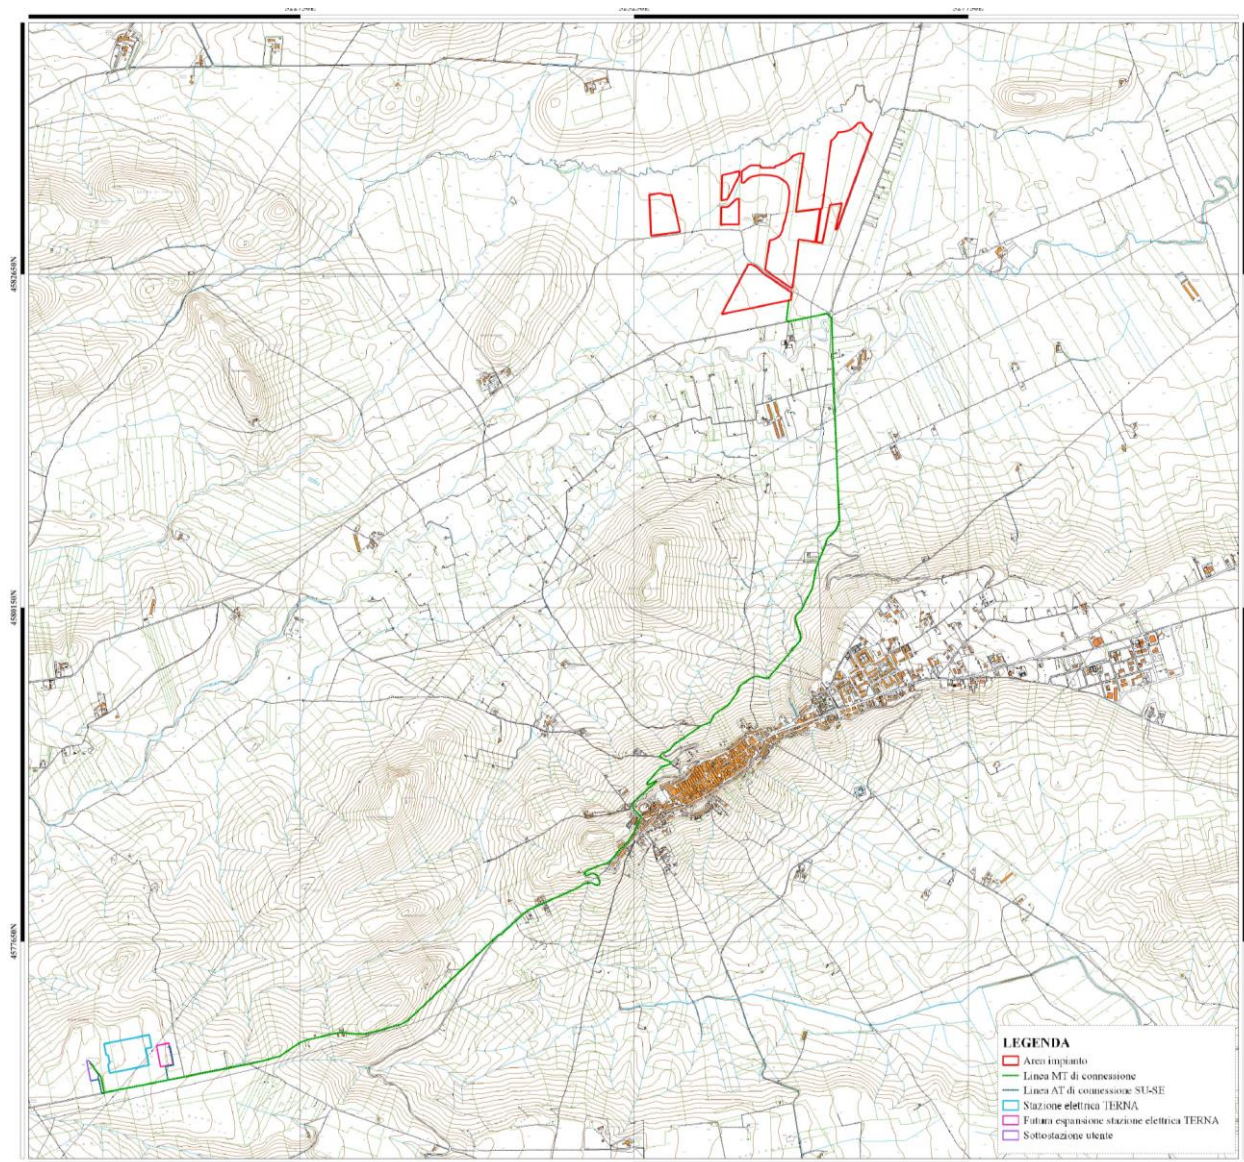 4582650N
4580150N
4577650N
LEGENDA
Area impianto
Linea MT di connessione
Linea AT di connessione SU-SE
Stazione elettrica TERNA
Futura espansione stazione elettrica TERNA
Sottostazione utente